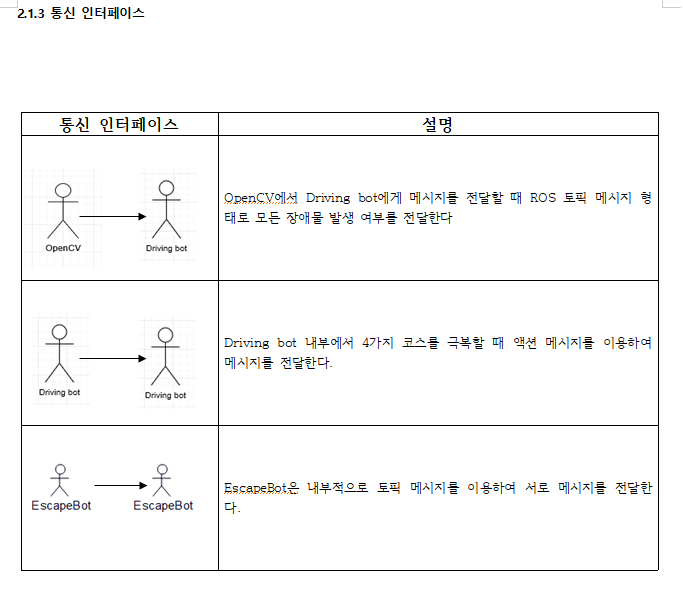 2.1.3 통신 인터페이스
통신 인터페이스
설명
OpenCV
Driving bot
OpenCV에서 Driving bot에게 메시지를 전달할 때 ROS 토픽 메시지 형
태로 모든 장애물 발생 여부를 전달한다
Driving bot
Driving bot
Driving bot 내부에서 4가지 코스를 극복할 때 액션 메시지를 이용하여
메시지를 전달한다.
EscapeBot
EscapeBot
EscapeBot은 내부적으로 토픽 메시지를 이용하여 서로 메시지를 전달한
다.